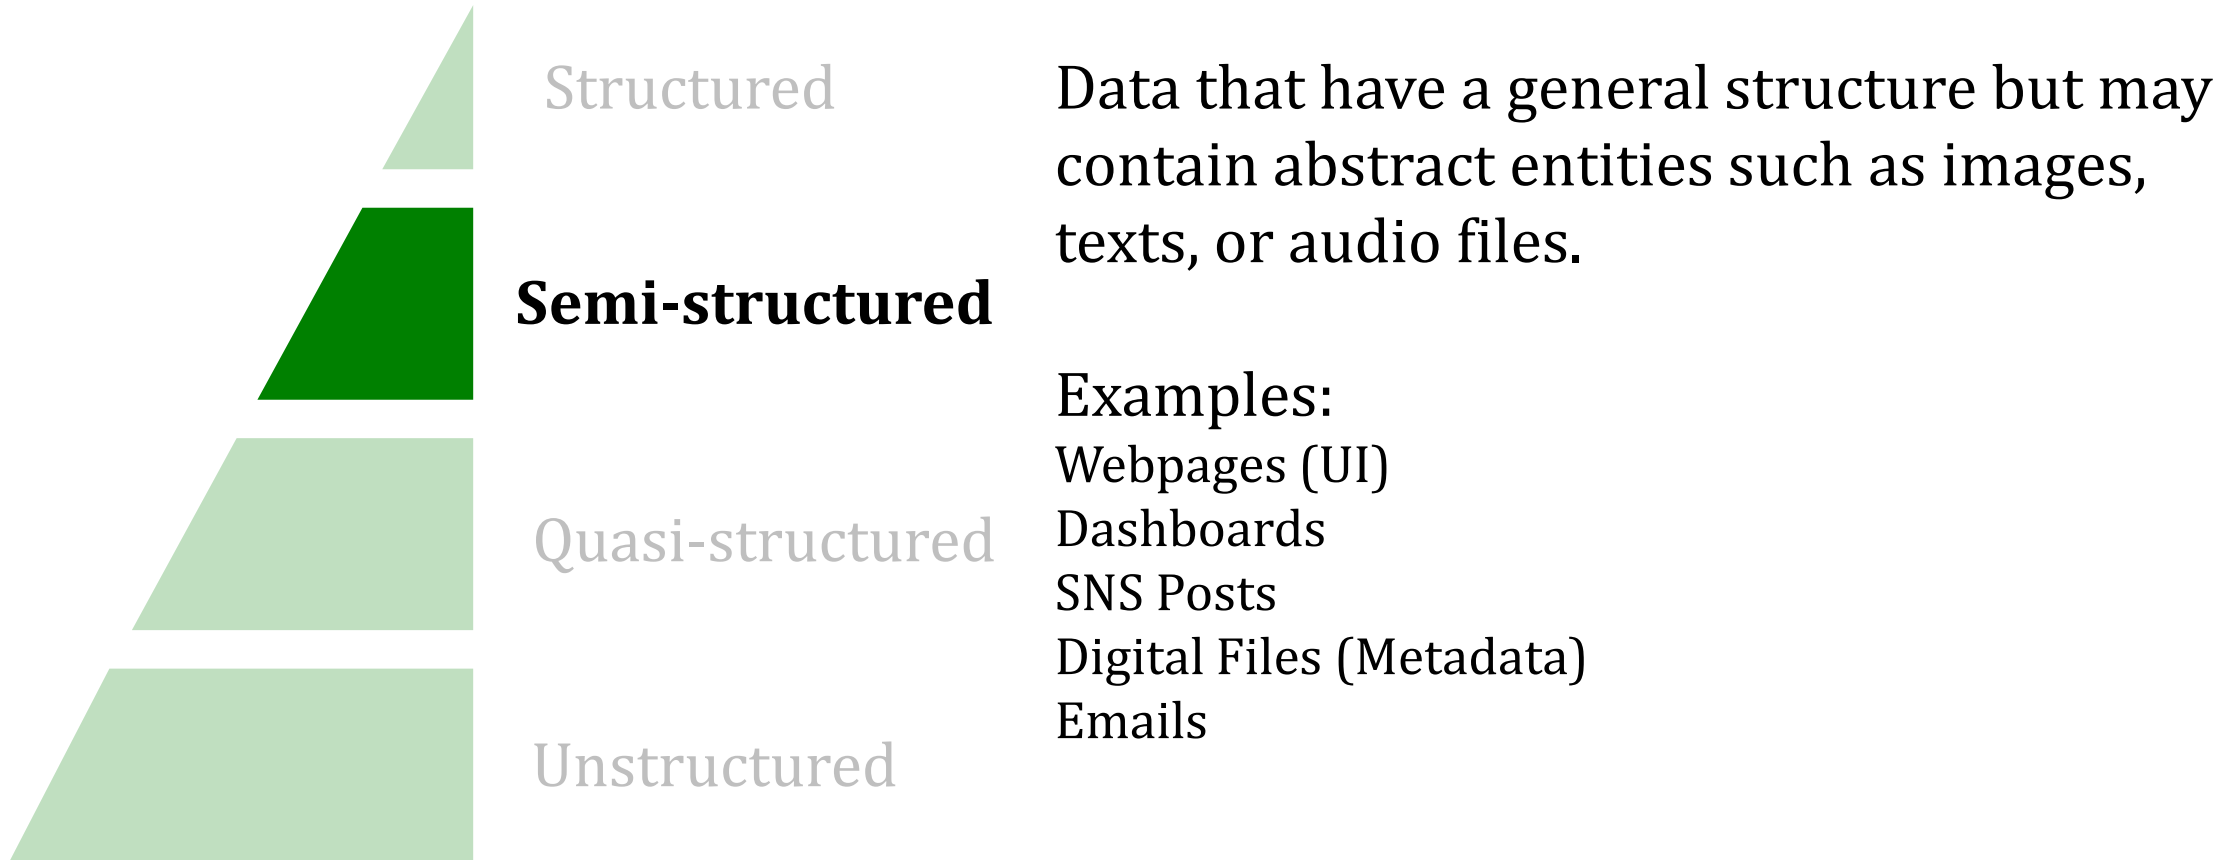 Structured
Semi-structured
Quasi-structured
Unstructured
Data that have a general structure but may
contain abstract entities such as images,
texts, or audio files.
Examples:
Webpages (UI)
Dashboards
SNS Posts
Digital Files (Metadata)
Emails